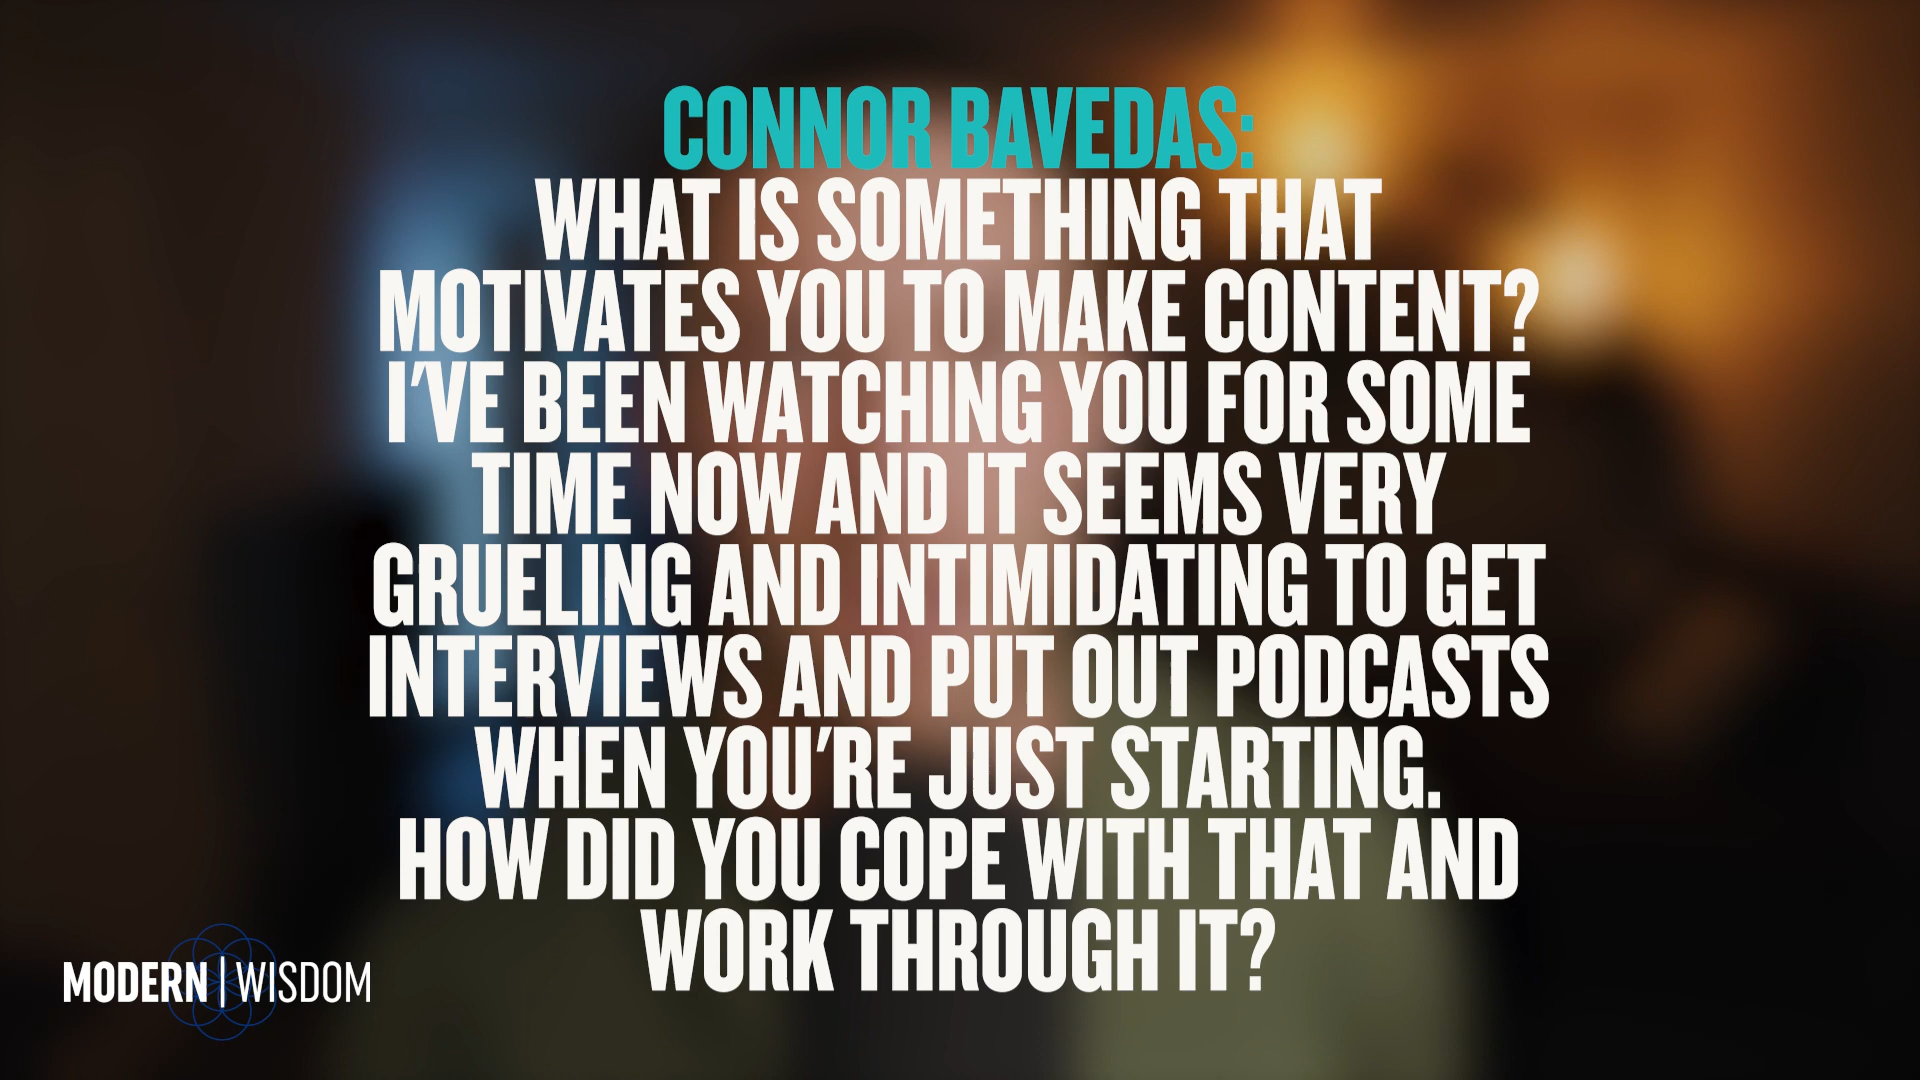 CONNOR BAVEDAS:
WHAT IS SOMETHING THAT
MOTIVATES YOU TO MAKE CONTENT?
I'VE BEEN WATCHING YOU FOR SOME
TIME NOW AND IT SEEMS VERY
GRUELING AND INTIMIDATING TO GET
INTERVIEWS AND PUT OUT PODCASTS
WHEN YOU'RE JUST STARTING.
HOW DID YOU COPE WITH THAT AND
WORK THROUGH IT?
MODERN|WISDOM